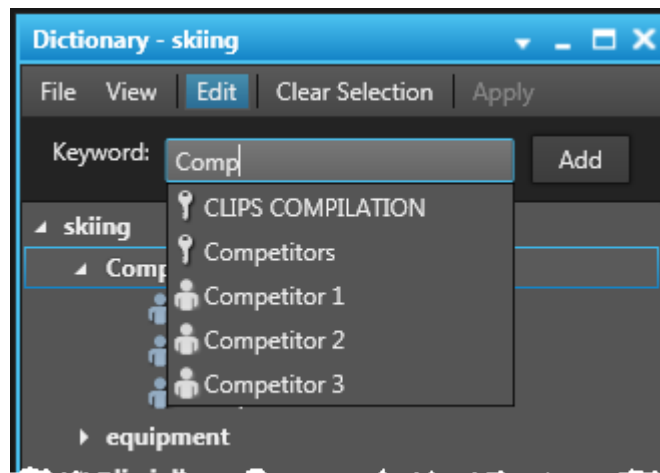 Dictionary - skiing
File View Edit Clear Selection Apply
Keyword: Comp Add
CLIPS COMPILATION
skiing
Competitors
Comp
Competitor 1
Competitor 2
Competitor 3
equipment